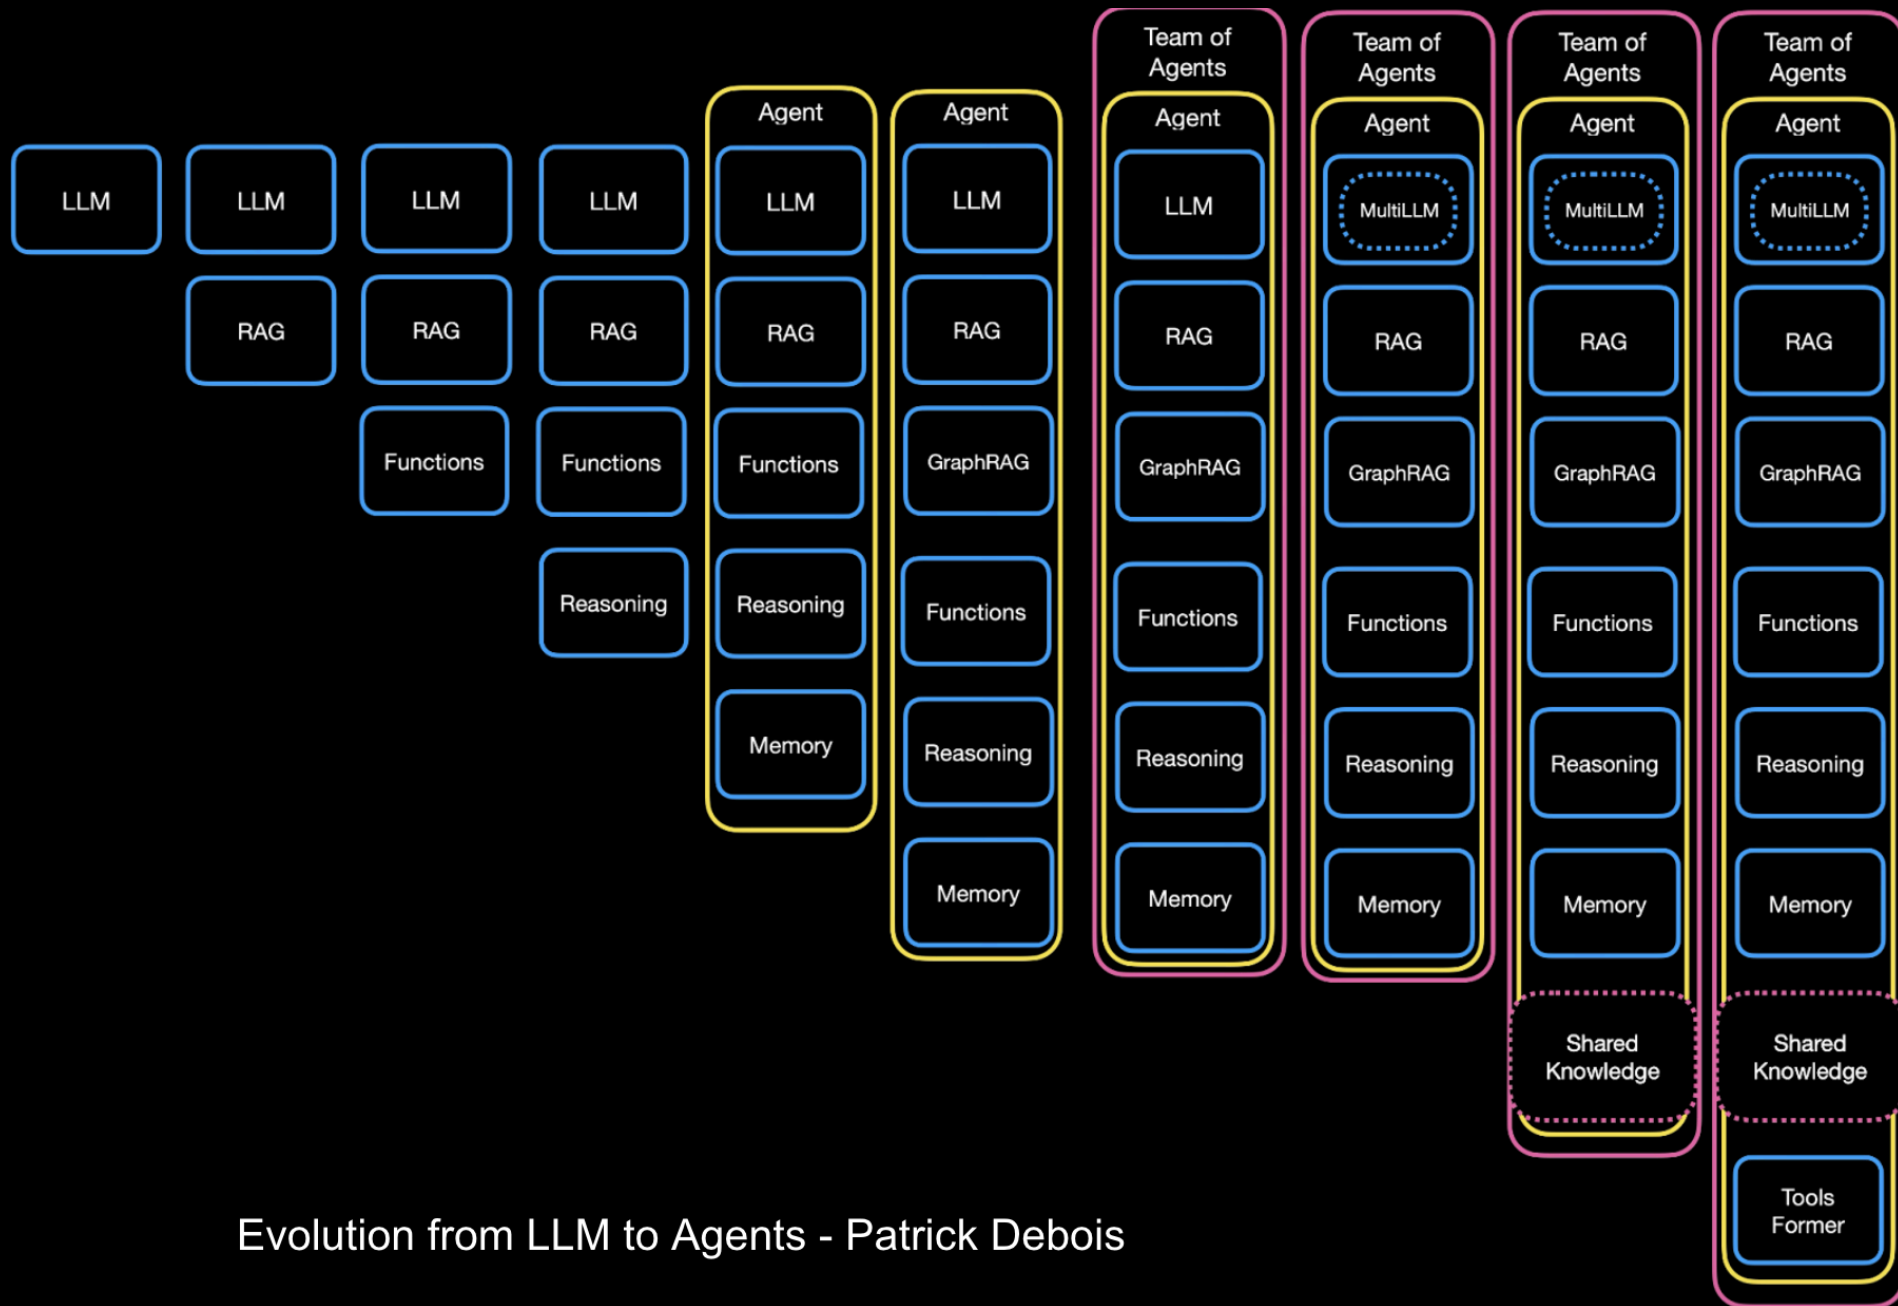 LLM
LLM
RAG
LLM
RAG
Functions
LLM
RAG
Functions
Reasoning
Agent
LLM
RAG
Functions
Reasoning
Memory
Agent
LLM
RAG
GraphRAG
Functions
Reasoning
Memory
Team of
Agents
Agent
LLM
RAG
GraphRAG
Functions
Reasoning
Memory
Team of
Agents
Agent
MultiLLM
RAG
GraphRAG
Functions
Reasoning
Memory
Team of
Agents
Agent
MultiLLM
RAG
GraphRAG
Functions
Reasoning
Memory
Shared
Knowledge
Team of
Agents
Agent
MultiLLM
RAG
GraphRAG
Functions
Reasoning
Memory
Shared
Knowledge
Tools
Former
Evolution from LLM to Agents - Patrick Debois